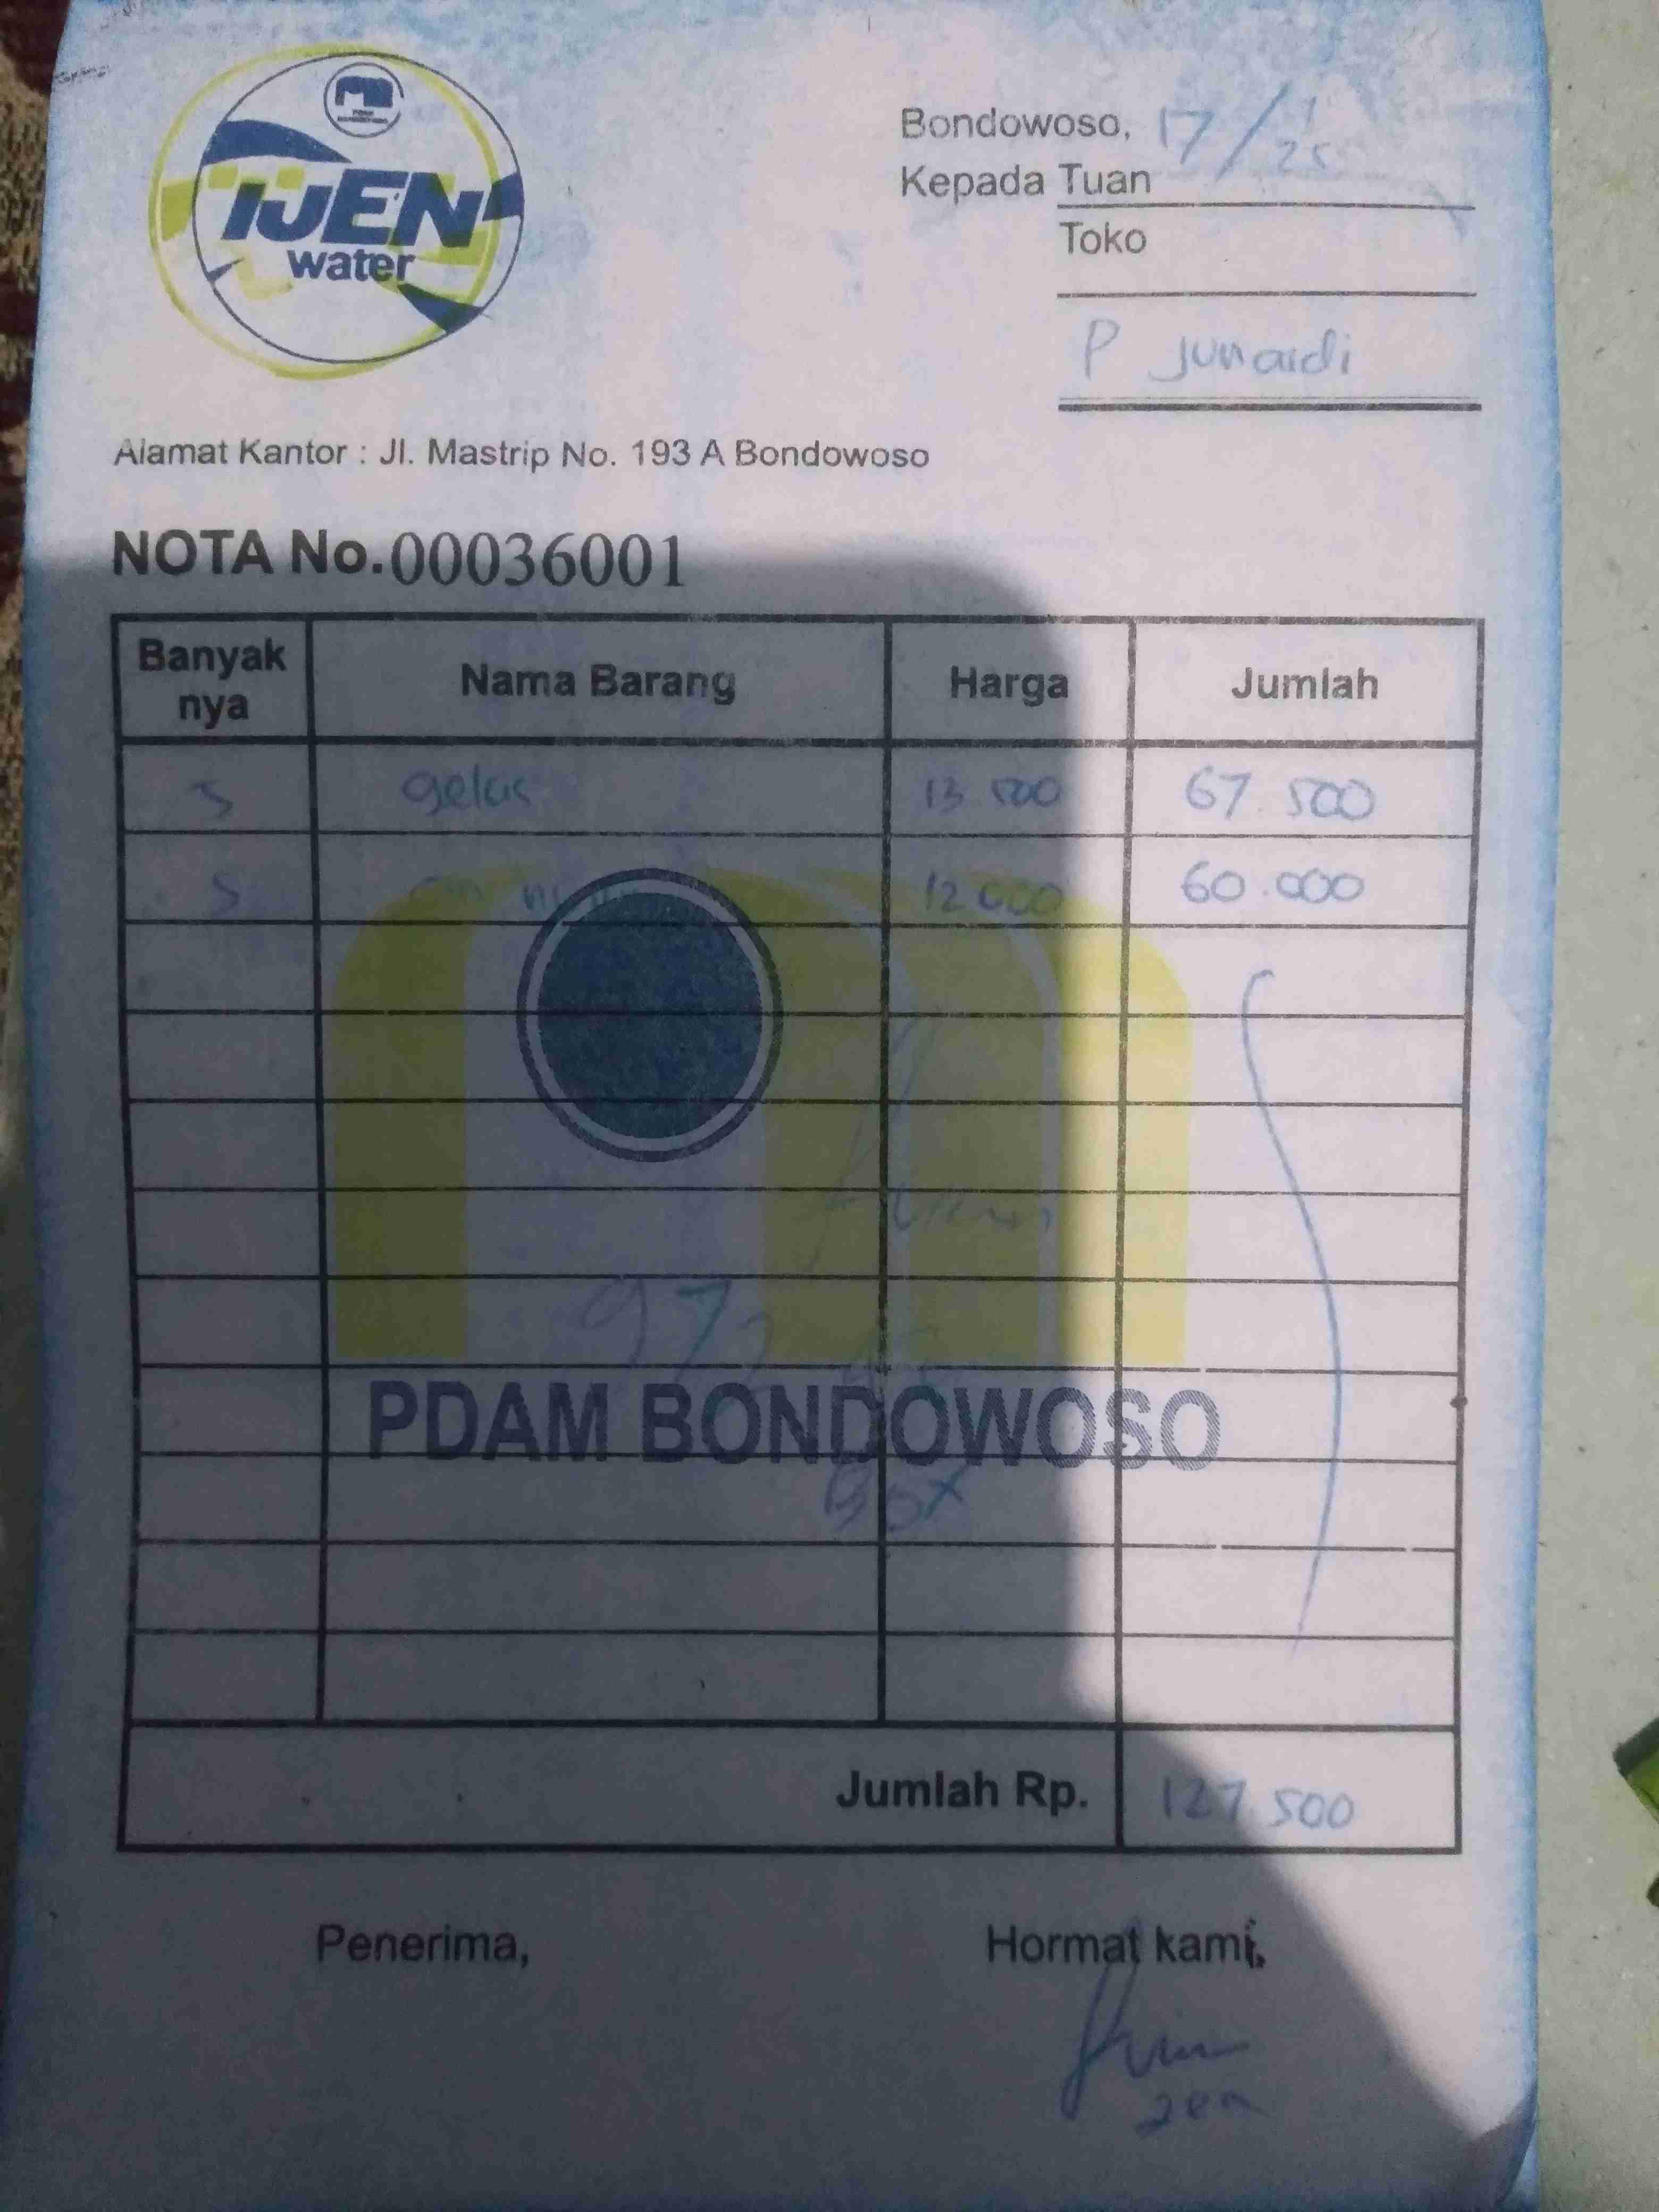 IJEN
water
Bondowoso, 17/1 25
Kepada Tuan
Toko
P Junaidi
Alamat Kantor : Jl. Mastrip No. 193 A Bondowoso
NOTA No. 00036001
Banyak nya Nama Barang Harga Jumlah
5 gelas 13 500 67.500
5 12 000 60.000
PDAM BONDOWOSO
Jumlah Rp. 127.500
Penerima, Hormat kami,